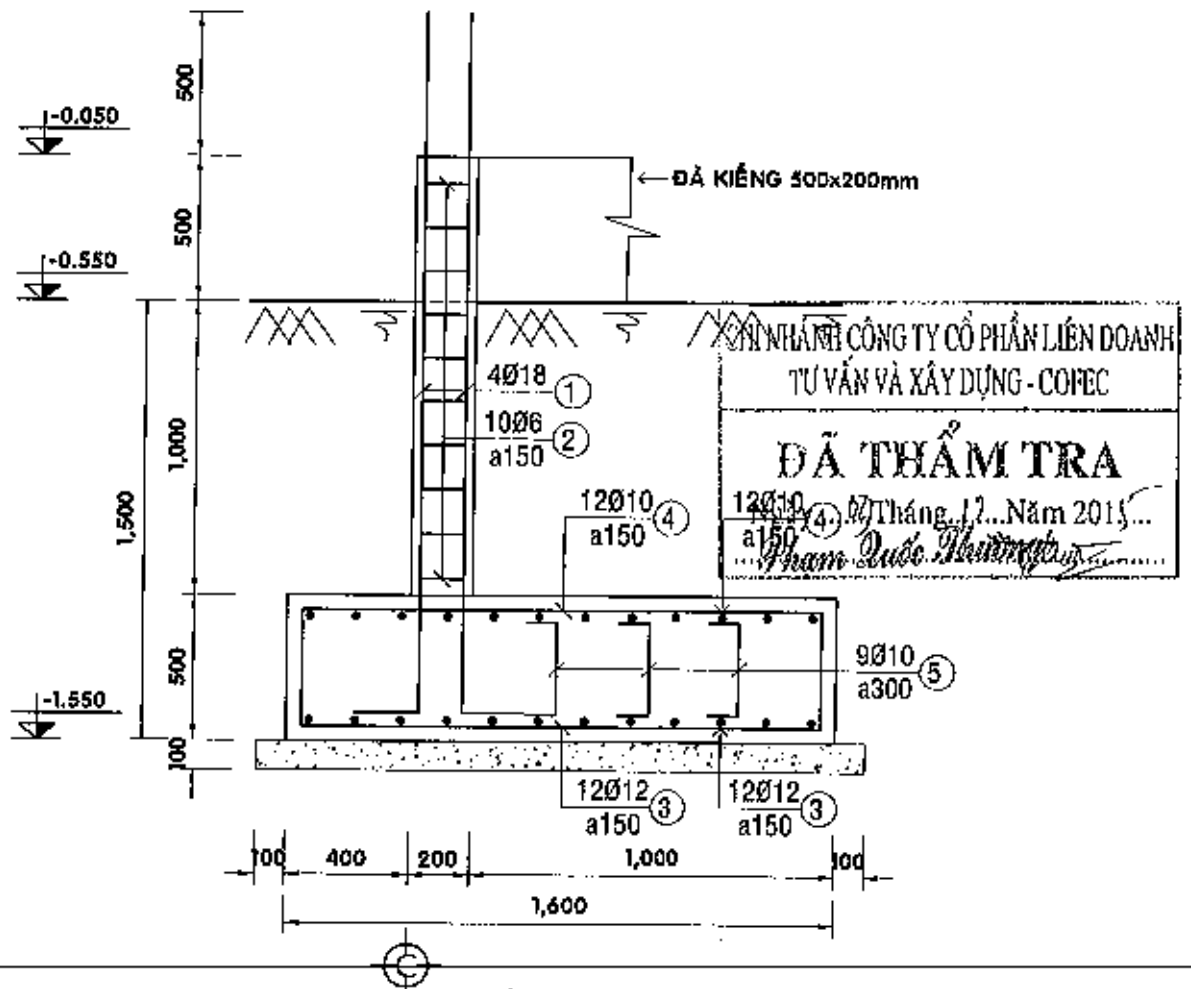 500
-0.050
ĐÀ KIỀNG 500x200mm
500
-0.550
CHI NHÁNH CÔNG TY CỔ PHẦN LIÊN DOANH
TƯ VẤN VÀ XÂY DỰNG - COFEC
4Ø18 1
10Ø6
a150 2
1,000
1,500
ĐÃ THẨM TRA
Tháng 12 Năm 2015
Phạm Quốc
12Ø10
a150 4
12Ø10
a150 4
500
9Ø10
a300 5
-1.550
100
12Ø12
a150 3
12Ø12
a150 3
100 400 200 1,000 100
1,600
C